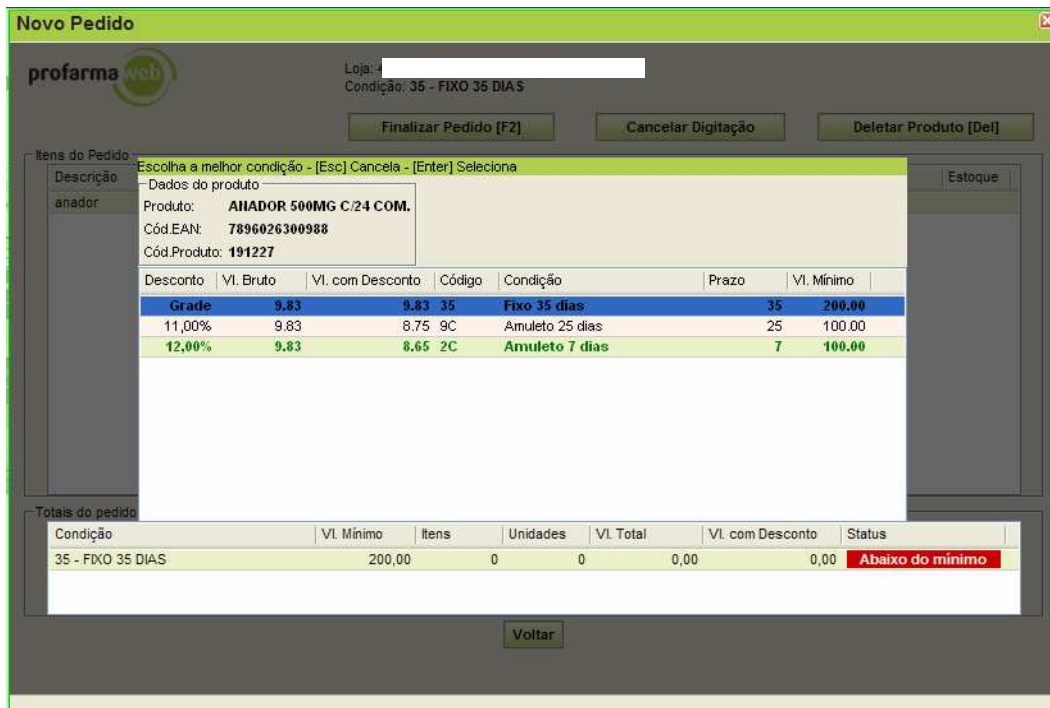 Novo Pedido
profarma web
Loja: 4
Condição: 35 - FIXO 35 DIAS
Finalizar Pedido [F2] Cancelar Digitação Deletar Produto [Del]
Itens do Pedido
Descrição Estoque
anador
Escolha a melhor condição - [Esc] Cancela - [Enter] Seleciona
Dados do produto
Produto: ANADOR 500MG C/24 COM.
Cód.EAN: 7896026300988
Cód.Produto: 191227
Desconto Vl. Bruto Vl. com Desconto Código Condição Prazo Vl. Mínimo
Grade 9.83 9.83 35 Fixo 35 dias 35 200.00
11,00% 9.83 8.75 9C Amuleto 25 dias 25 100.00
12,00% 9.83 8.65 2C Amuleto 7 dias 7 100.00
Totais do pedido
Condição Vl. Mínimo Itens Unidades Vl. Total Vl. com Desconto Status
35 - FIXO 35 DIAS 200,00 0 0 0,00 0,00 Abaixo do mínimo
Voltar